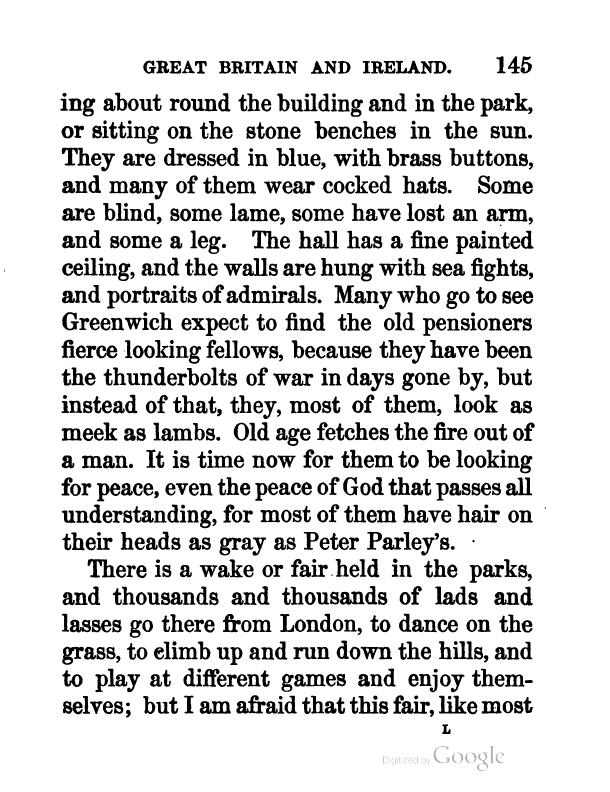 GREAT BRITAIN AND IRELAND. 145
ing about round the building and in the park,
or sitting on the stone benches in the sun.
They are dressed in blue, with brass buttons,
and many of them wear cocked hats. Some
are blind, some lame, some have lost an arm,
and some a leg. The hall has a fine painted
ceiling, and the walls are hung with sea fights,
and portraits of admirals. Many who go to see
Greenwich expect to find the old pensioners
fierce looking fellows, because they have been
the thunderbolts of war in days gone by, but
instead of that, they, most of them, look as
meek as lambs. Old age fetches the fire out of
a man. It is time now for them to be looking
for peace, even the peace of God that passes all
understanding, for most of them have hair on
their heads as gray as Peter Parley's.
There is a wake or fair held in the parks,
and thousands and thousands of lads and
lasses go there from London, to dance on the
grass, to climb up and run down the hills, and
to play at different games and enjoy them-
selves; but I am afraid that this fair, like most
L
Digitized by Google